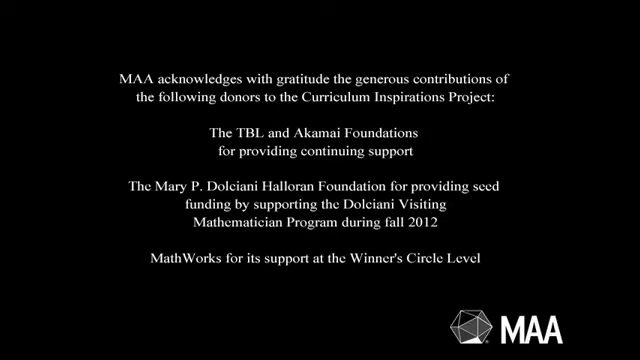 MAA acknowledges with gratitude the generous contributions of
the following donors to the Curriculum Inspirations Project:
The TBL and Akamai Foundations
for providing continuing support
The Mary P. Dolciani Halloran Foundation for providing seed
funding by supporting the Dolciani Visiting
Mathematician Program during fall 2012
MathWorks for its support at the Winner's Circle Level
MAA